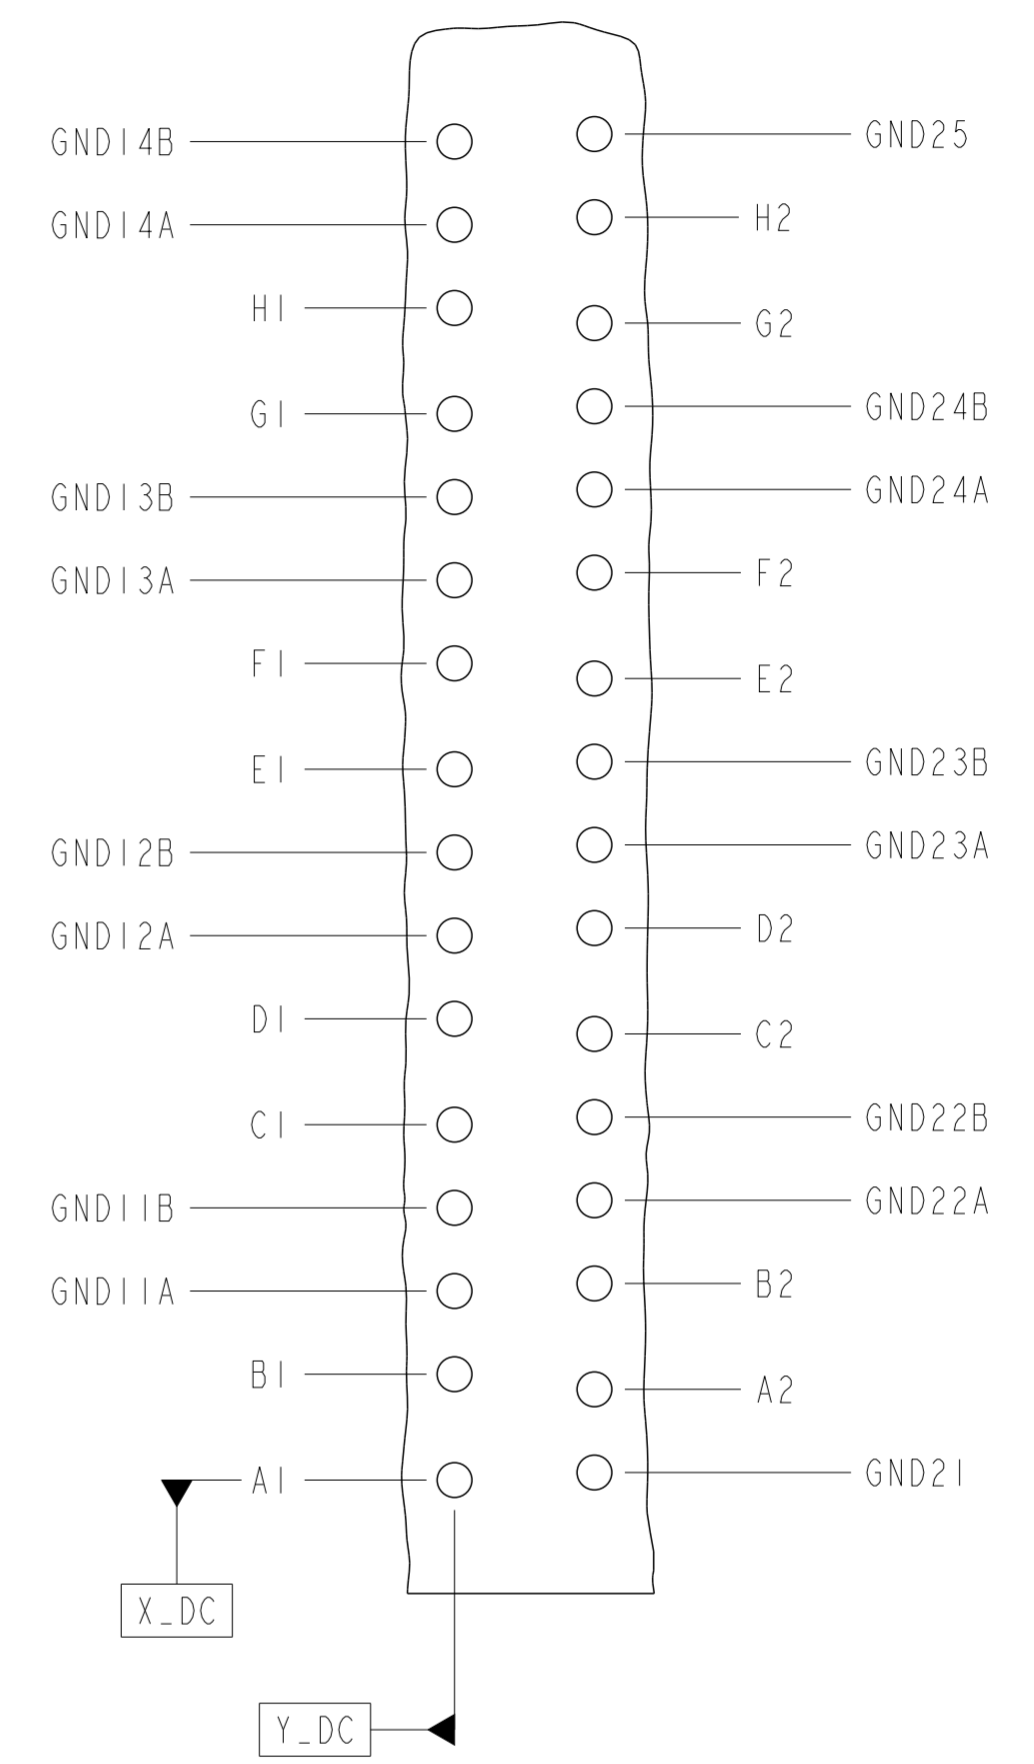 GND14B GND25
GND14A H2
H1 G2
G1 GND24B
GND13B GND24A
GND13A F2
F1 E2
E1 GND23B
GND12B GND23A
GND12A D2
D1 C2
C1 GND22B
GND11B GND22A
GND11A B2
B1 A2
A1 GND21
X_DC
Y_DC